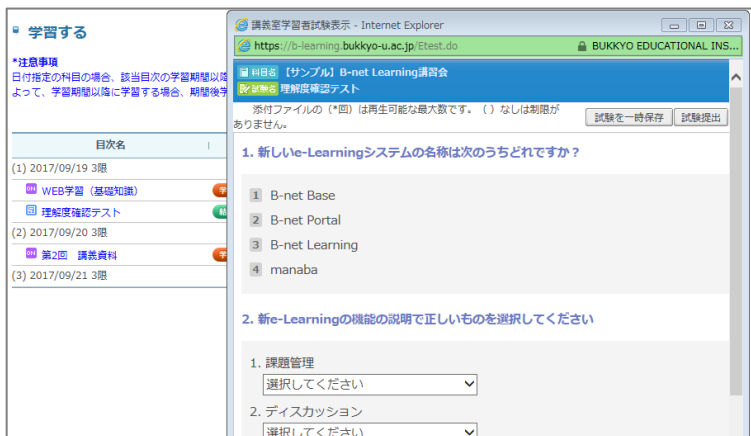 学習する
*注意事項
日付指定の科目の場合、該当目次の学習期間以降
よって、学習期間以降に学習する場合、期間後学
目次名
(1) 2017/09/19 3限
WEB学習（基礎知識）
学
理解度確認テスト
(2) 2017/09/20 3限
第2回 講義資料
学
(3) 2017/09/21 3限
講義室学習者試験表示 - Internet Explorer
https://b-learning.bukkyo-u.ac.jp/Etest.do
BUKKYO EDUCATIONAL INS...
科目名 【サンプル】B-net Learning講習会
試験名 理解度確認テスト
添付ファイルの（*回）は再生可能な最大数です。（ ）なしは制限が
ありません。
試験を一時保存 試験提出
1. 新しいe-Learningシステムの名称は次のうちどれですか？
1 B-net Base
2 B-net Portal
3 B-net Learning
4 manaba
2. 新e-Learningの機能の説明で正しいものを選択してください
1. 課題管理
選択してください
2. ディスカッション
選択してください